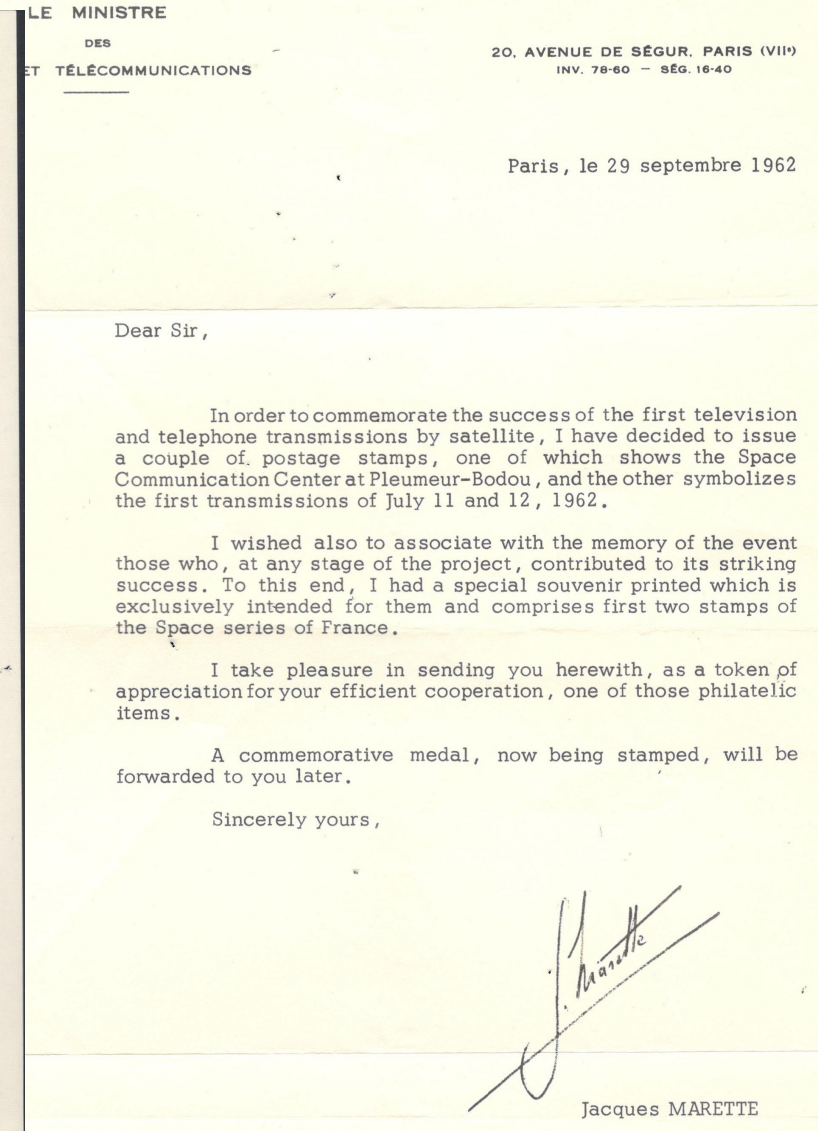 LE MINISTRE
DES
ET TÉLÉCOMMUNICATIONS
20, AVENUE DE SÉGUR, PARIS (VIIe)
INV. 78-60 — SÉG. 16-40
Paris, le 29 septembre 1962
Dear Sir,
In order to commemorate the success of the first television
and telephone transmissions by satellite, I have decided to issue
a couple of postage stamps, one of which shows the Space
Communication Center at Pleumeur-Bodou, and the other symbolizes
the first transmissions of July 11 and 12, 1962.
I wished also to associate with the memory of the event
those who, at any stage of the project, contributed to its striking
success. To this end, I had a special souvenir printed which is
exclusively intended for them and comprises first two stamps of
the Space series of France.
I take pleasure in sending you herewith, as a token of
appreciation for your efficient cooperation, one of those philatelic
items.
A commemorative medal, now being stamped, will be
forwarded to you later.
Sincerely yours,
J. Marette
Jacques MARETTE